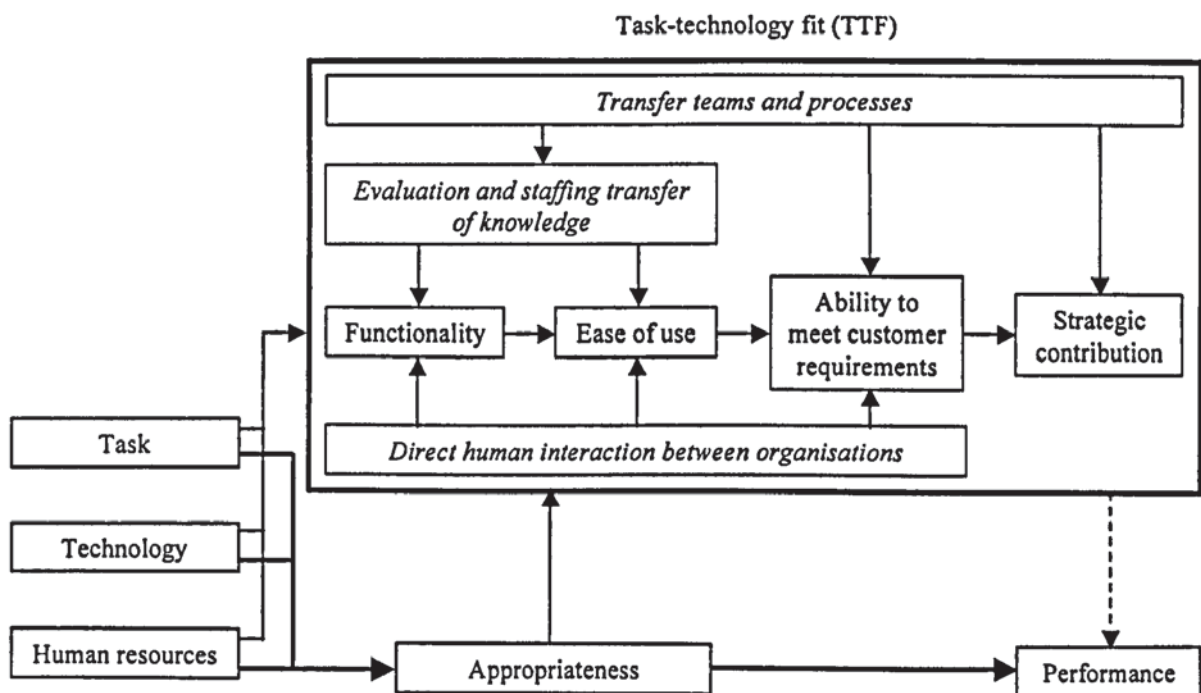 Task-technology fit (TTF)
Transfer teams and processes
Evaluation and staffing transfer
of knowledge
Functionality
Ease of use
Ability to
meet customer
requirements
Strategic
contribution
Direct human interaction between organisations
Task
Technology
Human resources
Appropriateness
Performance